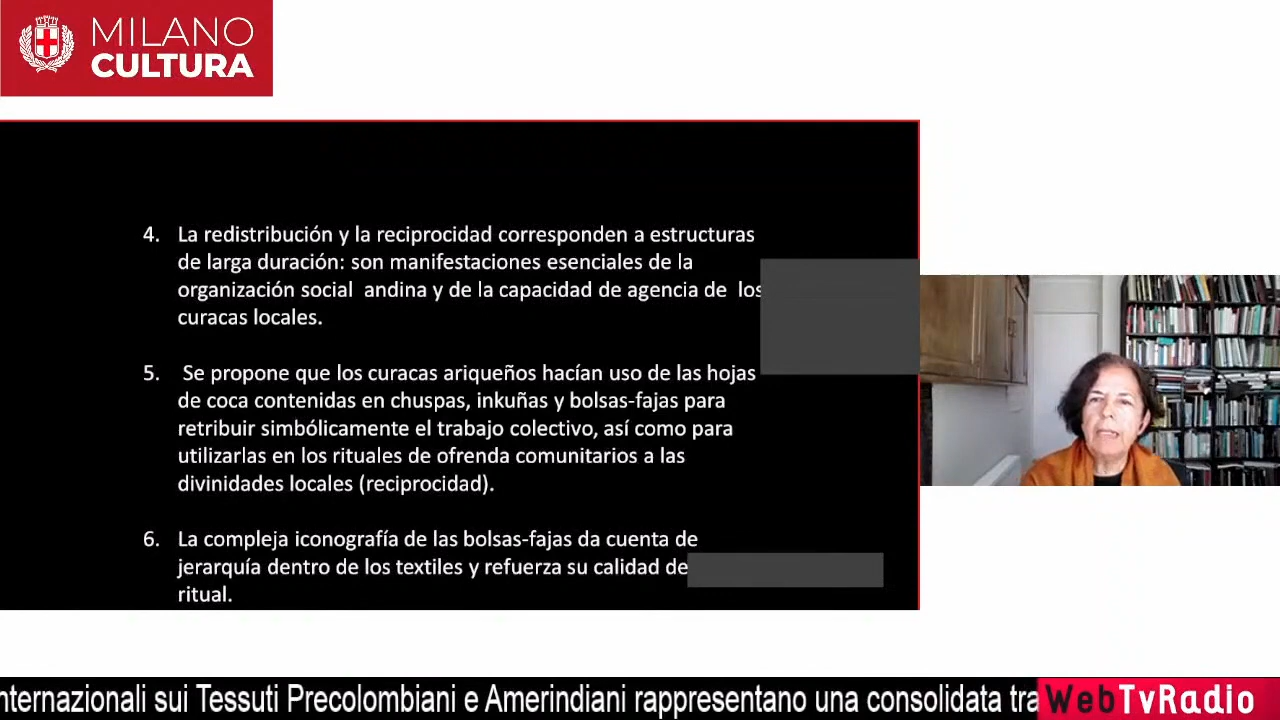 MILANO
CULTURA
4. La redistribución y la reciprocidad corresponden a estructuras
de larga duración: son manifestaciones esenciales de la
organización social andina y de la capacidad de agencia de los
curacas locales.
5. Se propone que los curacas ariqueños hacían uso de las hojas
de coca contenidas en chuspas, inkuñas y bolsas-fajas para
retribuir simbólicamente el trabajo colectivo, así como para
utilizarlas en los rituales de ofrenda comunitarios a las
divinidades locales (reciprocidad).
6. La compleja iconografía de las bolsas-fajas da cuenta de
jerarquía dentro de los textiles y refuerza su calidad de
ritual.
nternazionali sui Tessuti Precolombiani e Amerindiani rappresentano una consolidata tra
WebTvRadio